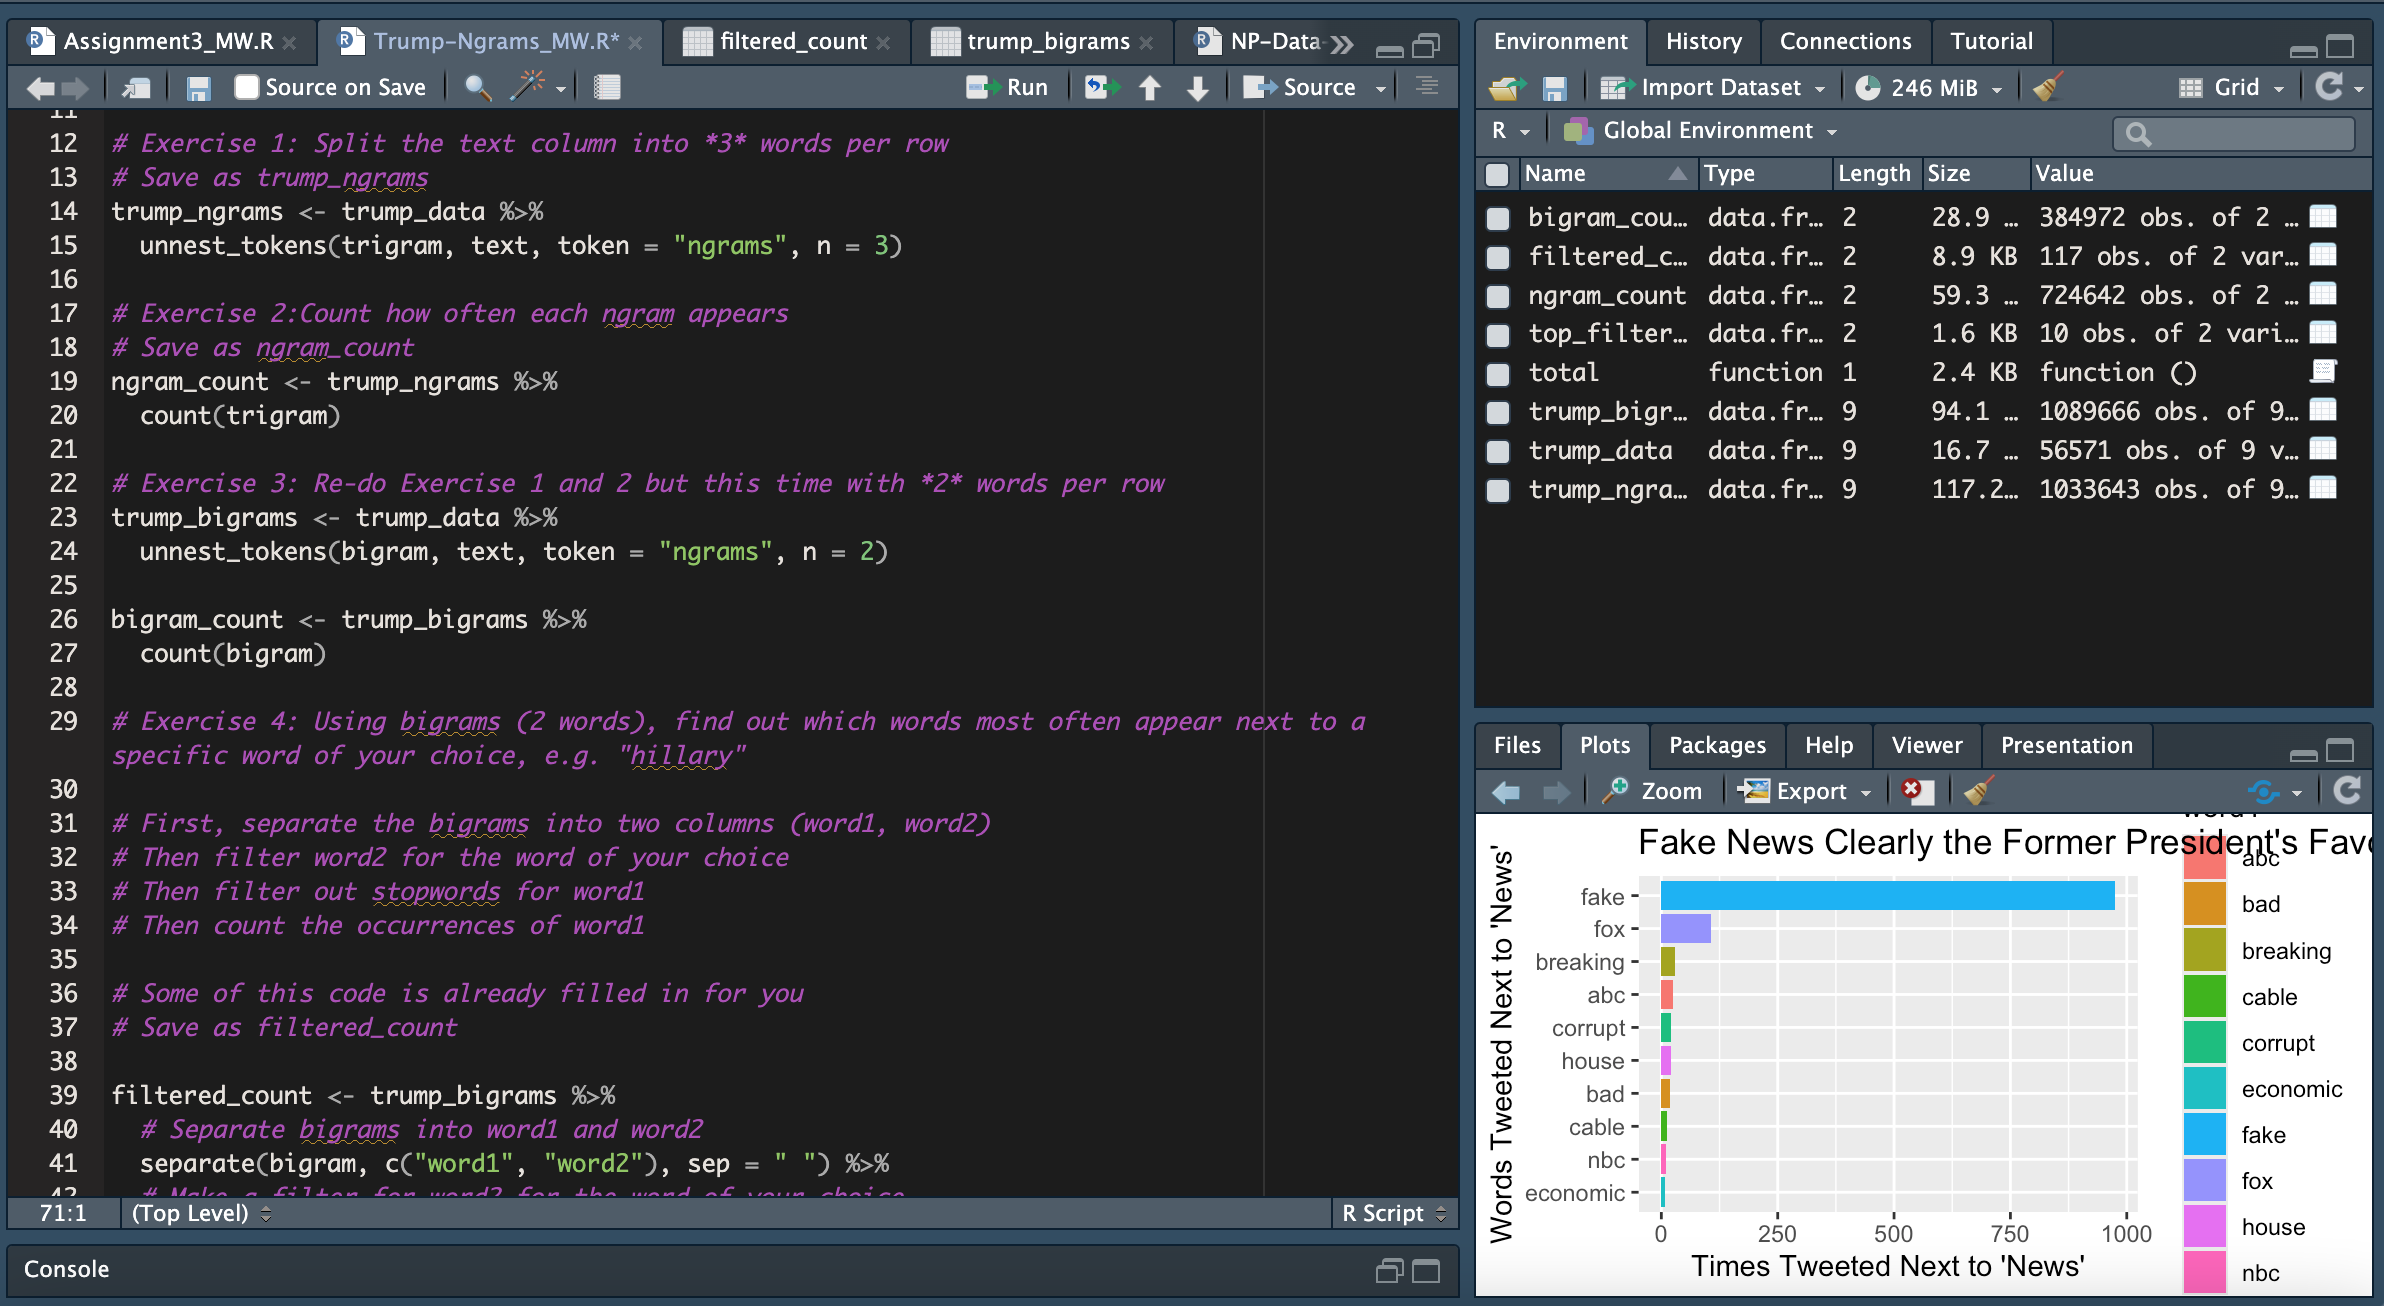 Assignment3_MW.R
Trump-Ngrams_MW.R*
filtered_count
trump_bigrams
NP-Data-
Source on Save
Run
Source
11
12 # Exercise 1: Split the text column into *3* words per row
13 # Save as trump_ngrams
14 trump_ngrams <- trump_data %>%
15 unnest_tokens(trigram, text, token = "ngrams", n = 3)
16
17 # Exercise 2:Count how often each ngram appears
18 # Save as ngram_count
19 ngram_count <- trump_ngrams %>%
20 count(trigram)
21
22 # Exercise 3: Re-do Exercise 1 and 2 but this time with *2* words per row
23 trump_bigrams <- trump_data %>%
24 unnest_tokens(bigram, text, token = "ngrams", n = 2)
25
26 bigram_count <- trump_bigrams %>%
27 count(bigram)
28
29 # Exercise 4: Using bigrams (2 words), find out which words most often appear next to a
specific word of your choice, e.g. "hillary"
30
31 # First, separate the bigrams into two columns (word1, word2)
32 # Then filter word2 for the word of your choice
33 # Then filter out stopwords for word1
34 # Then count the occurrences of word1
35
36 # Some of this code is already filled in for you
37 # Save as filtered_count
38
39 filtered_count <- trump_bigrams %>%
40 # Separate bigrams into word1 and word2
41 separate(bigram, c("word1", "word2"), sep = " ") %>%
42 # Make a filter for word2 for the word of your choice
71:1 (Top Level) R Script
Console
Environment History Connections Tutorial
Import Dataset 246 MiB Grid
R Global Environment
Name Type Length Size Value
bigram_cou… data.fr… 2 28.9 … 384972 obs. of 2 …
filtered_c… data.fr… 2 8.9 KB 117 obs. of 2 var…
ngram_count data.fr… 2 59.3 … 724642 obs. of 2 …
top_filter… data.fr… 2 1.6 KB 10 obs. of 2 vari…
total function 1 2.4 KB function ()
trump_bigr… data.fr… 9 94.1 … 1089666 obs. of 9…
trump_data data.fr… 9 16.7 … 56571 obs. of 9 v…
trump_ngra… data.fr… 9 117.2… 1033643 obs. of 9…
Files Plots Packages Help Viewer Presentation
Zoom Export
Fake News Clearly the Former President's Favo
Words Tweeted Next to 'News'
fake
fox
breaking
abc
corrupt
house
bad
cable
nbc
economic
0 250 500 750 1000
Times Tweeted Next to 'News'
abc
bad
breaking
cable
corrupt
economic
fake
fox
house
nbc